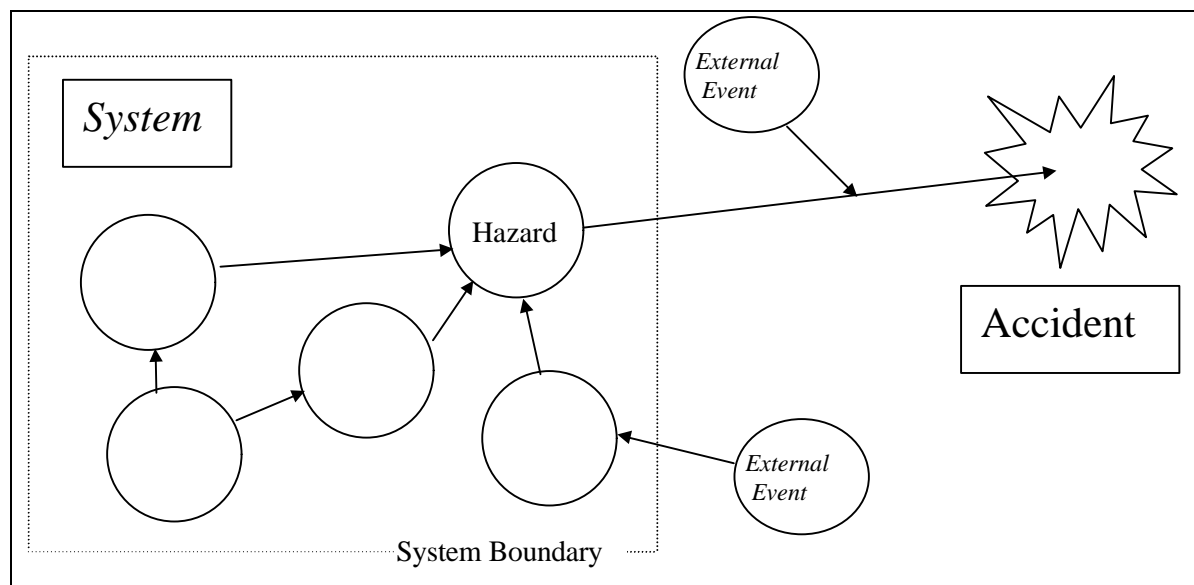 External
Event
System
Hazard
Accident
External
Event
System Boundary